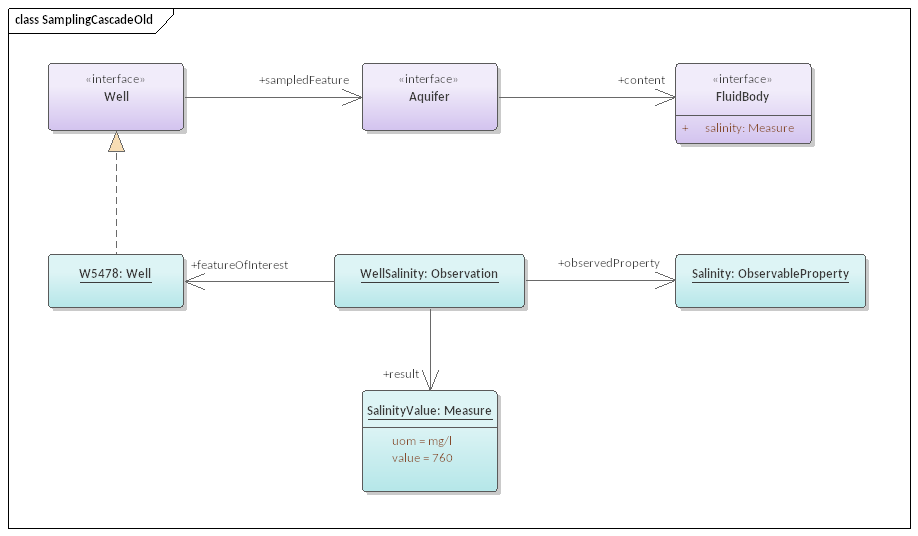 class SamplingCascadeOld
«interface»
Well
+sampledFeature
«interface»
Aquifer
+content
«interface»
FluidBody
+ salinity: Measure
W5478: Well
+featureOfInterest
WellSalinity: Observation
+observedProperty
Salinity: ObservableProperty
+result
SalinityValue: Measure
uom = mg/l
value = 760